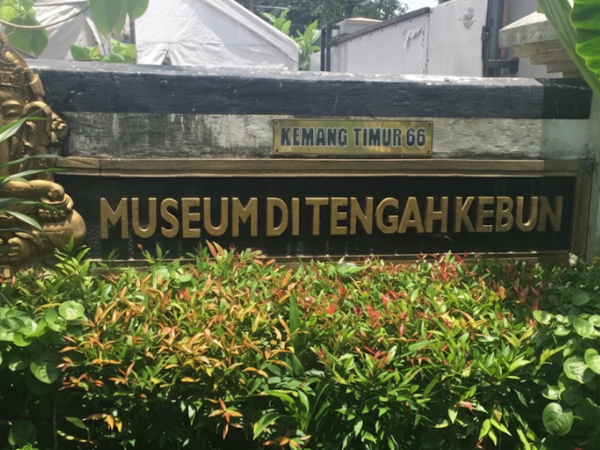 KEMANG TIMUR 66
MUSEUM DI TENGAH KEBUN